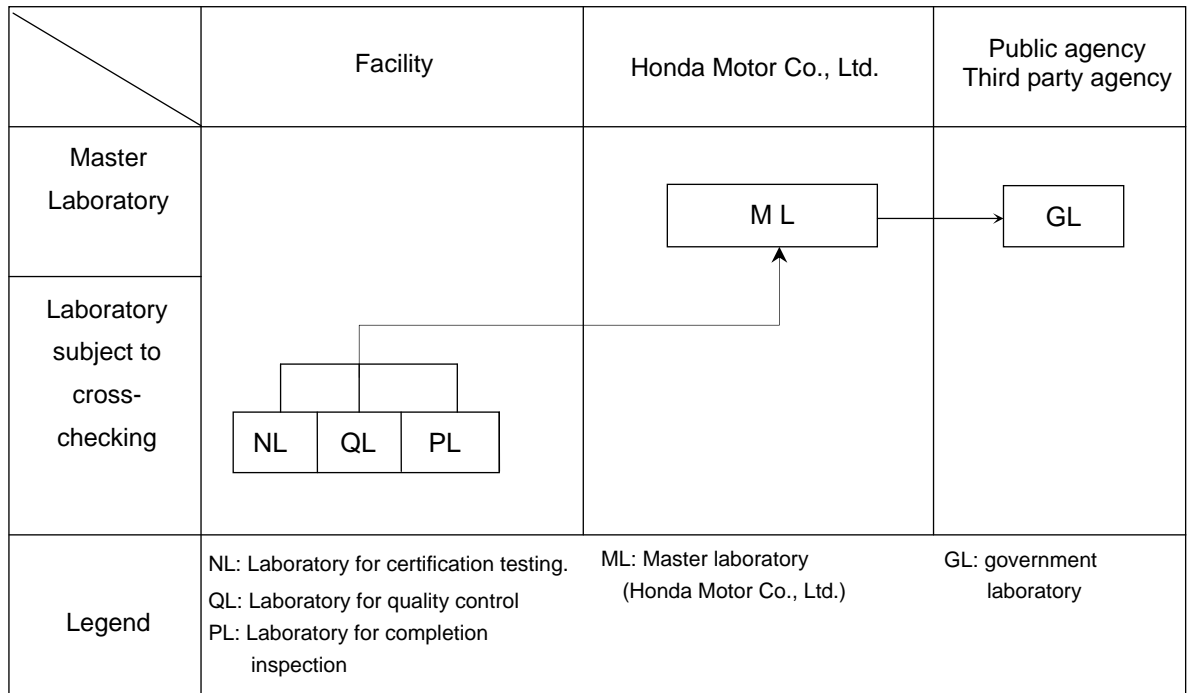 Facility
Honda Motor Co., Ltd.
Public agency
Third party agency
Master
Laboratory
M L
GL
Laboratory
subject to
cross-
checking
NL
QL
PL
Legend
NL: Laboratory for certification testing.
QL: Laboratory for quality control
PL: Laboratory for completion
inspection
ML: Master laboratory
(Honda Motor Co., Ltd.)
GL: government
laboratory